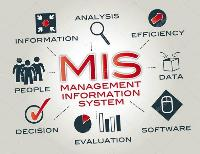 ANALYSIS
EFFICIENCY
INFORMATION
MIS
MANAGEMENT
INFORMATION
SYSTEM
PEOPLE
DATA
DECISION
EVALUATION
SOFTWARE